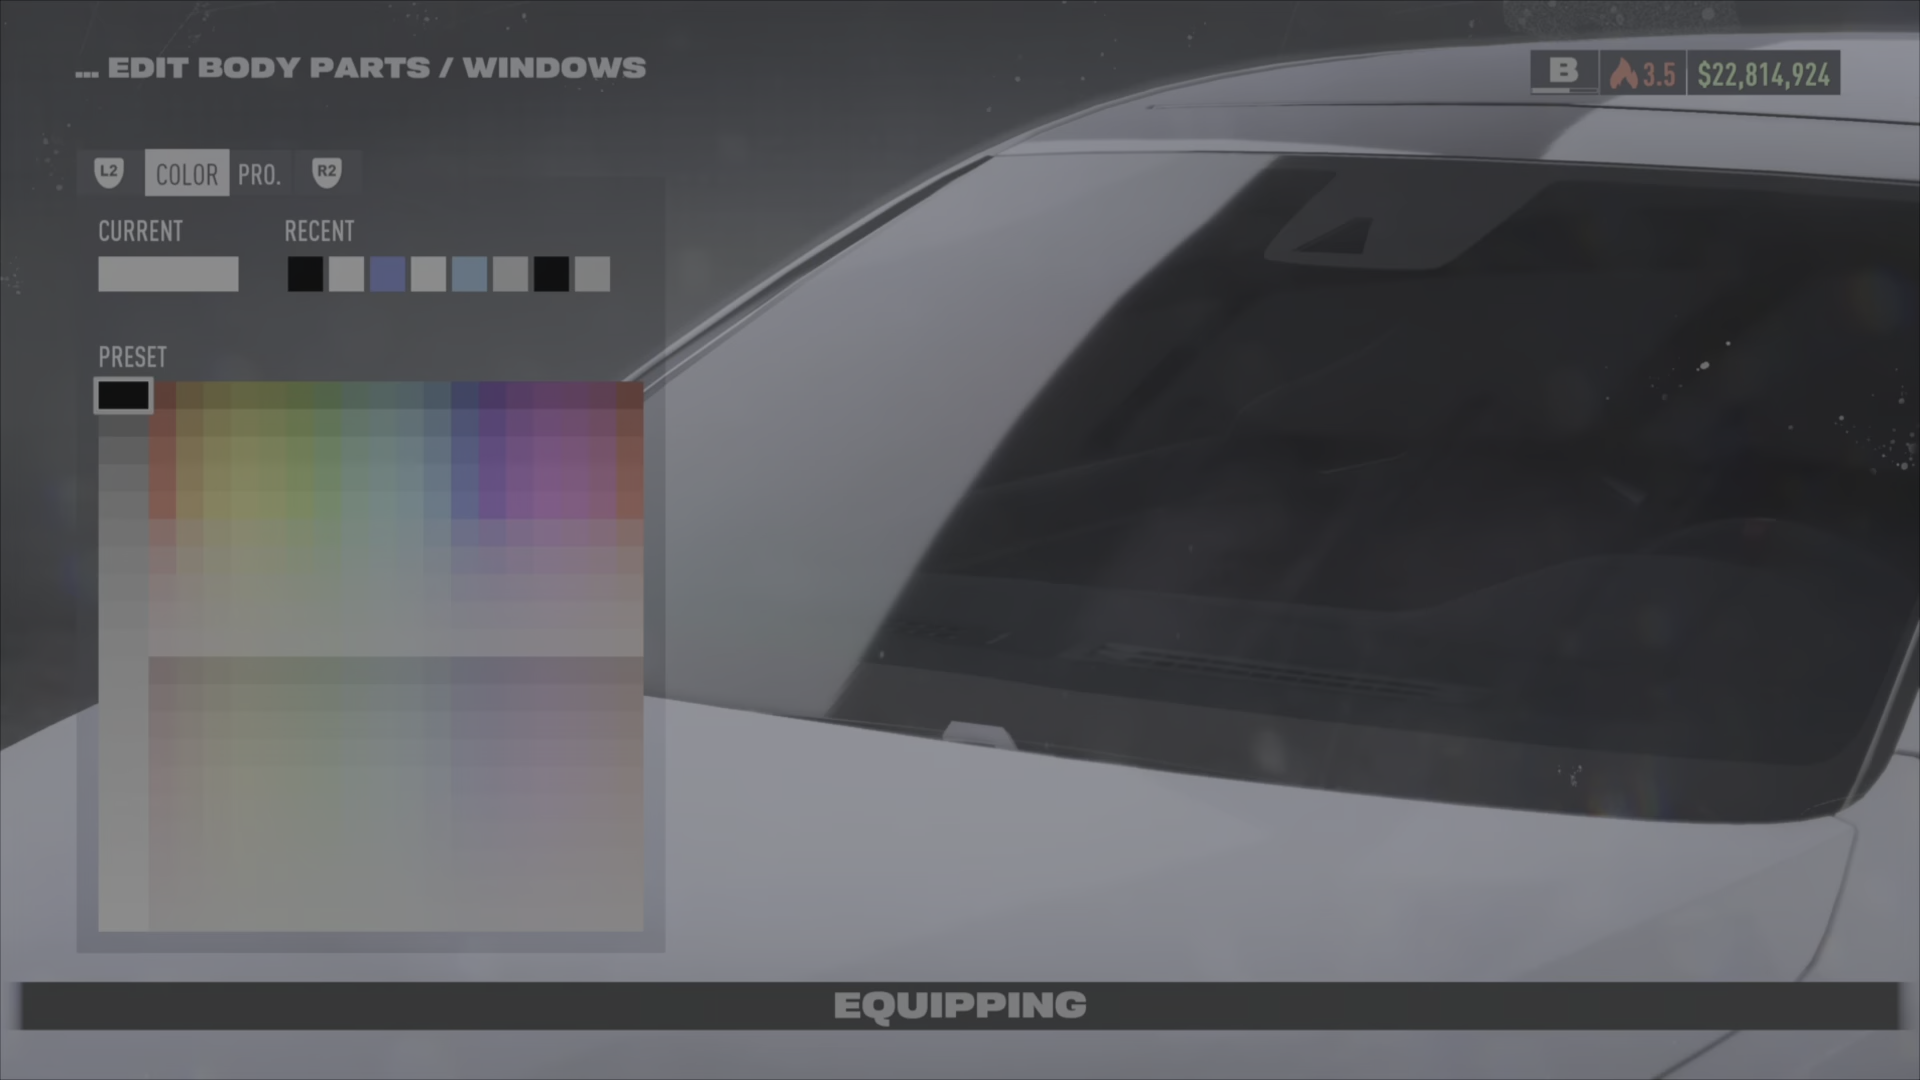 ... EDIT BODY PARTS / WINDOWS
B 3.5 $22,814,924
L2 COLOR PRO. R2
CURRENT RECENT
PRESET
EQUIPPING